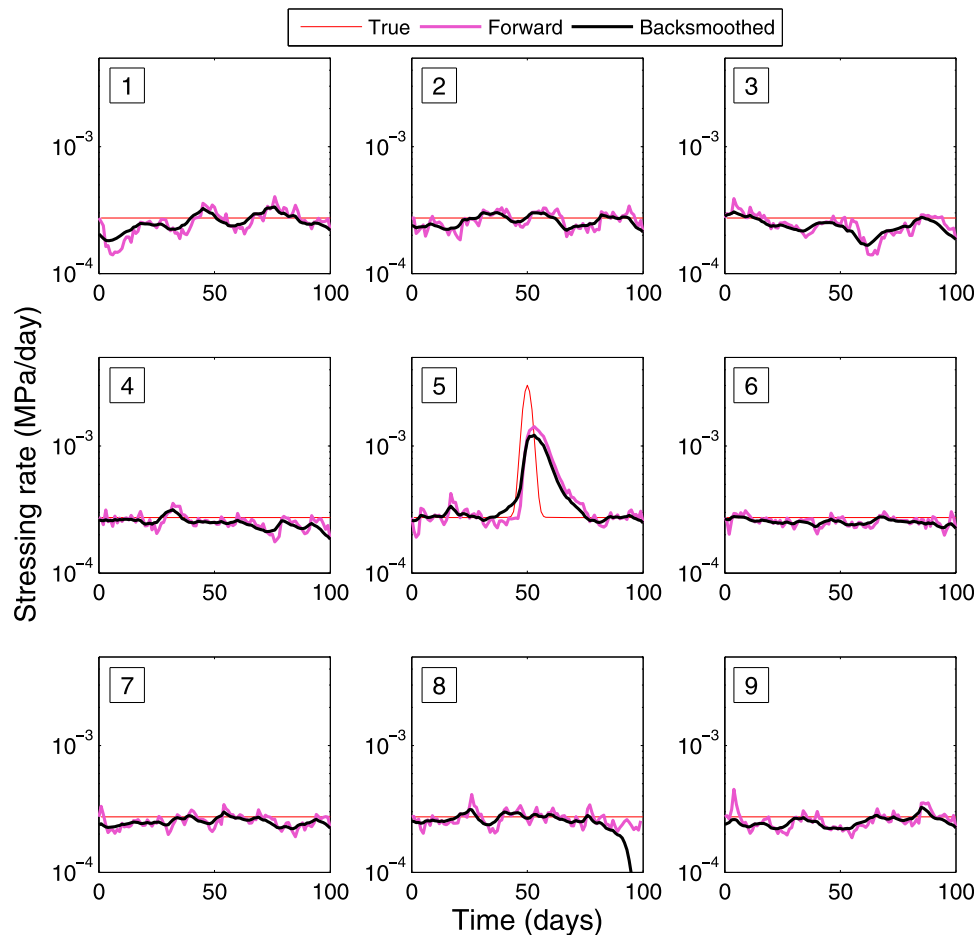 True Forward Backsmoothed
1 2 3
10⁻³ 10⁻³ 10⁻³
10⁻⁴ 10⁻⁴ 10⁻⁴
0 50 100 0 50 100 0 50 100
Stressing rate (MPa/day)
4 5 6
10⁻³ 10⁻³ 10⁻³
10⁻⁴ 10⁻⁴ 10⁻⁴
0 50 100 0 50 100 0 50 100
7 8 9
10⁻³ 10⁻³ 10⁻³
10⁻⁴ 10⁻⁴ 10⁻⁴
0 50 100 0 50 100 0 50 100
Time (days)